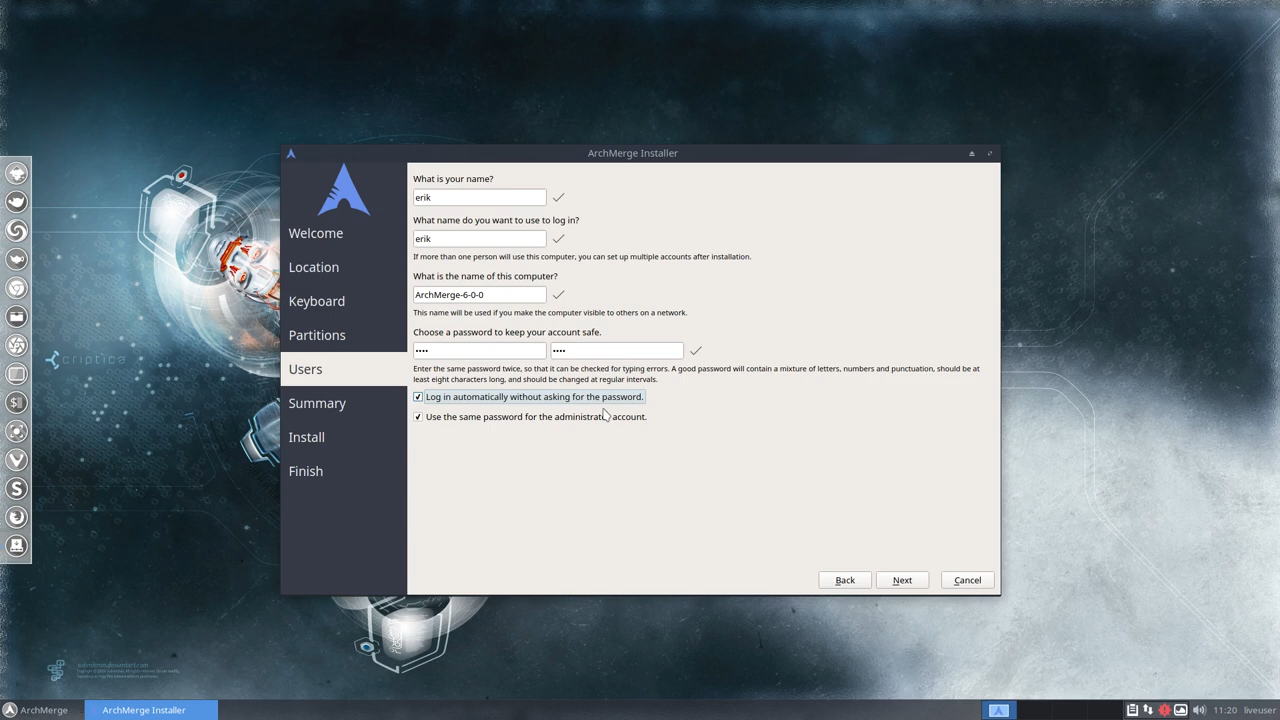 ArchMerge Installer
What is your name?
erik
What name do you want to use to log in?
erik
If more than one person will use this computer, you can set up multiple accounts after installation.
What is the name of this computer?
ArchMerge-6-0-0
This name will be used if you make the computer visible to others on a network.
Choose a password to keep your account safe.
•••• ••••
Enter the same password twice, so that it can be checked for typing errors. A good password will contain a mixture of letters, numbers and punctuation, should be at
least eight characters long, and should be changed at regular intervals.
Log in automatically without asking for the password.
Use the same password for the administrator account.
Welcome
Location
Keyboard
Partitions
Users
Summary
Install
Finish
Back
Next
Cancel
criptica
ArchMerge
ArchMerge Installer
11:20
liveuser